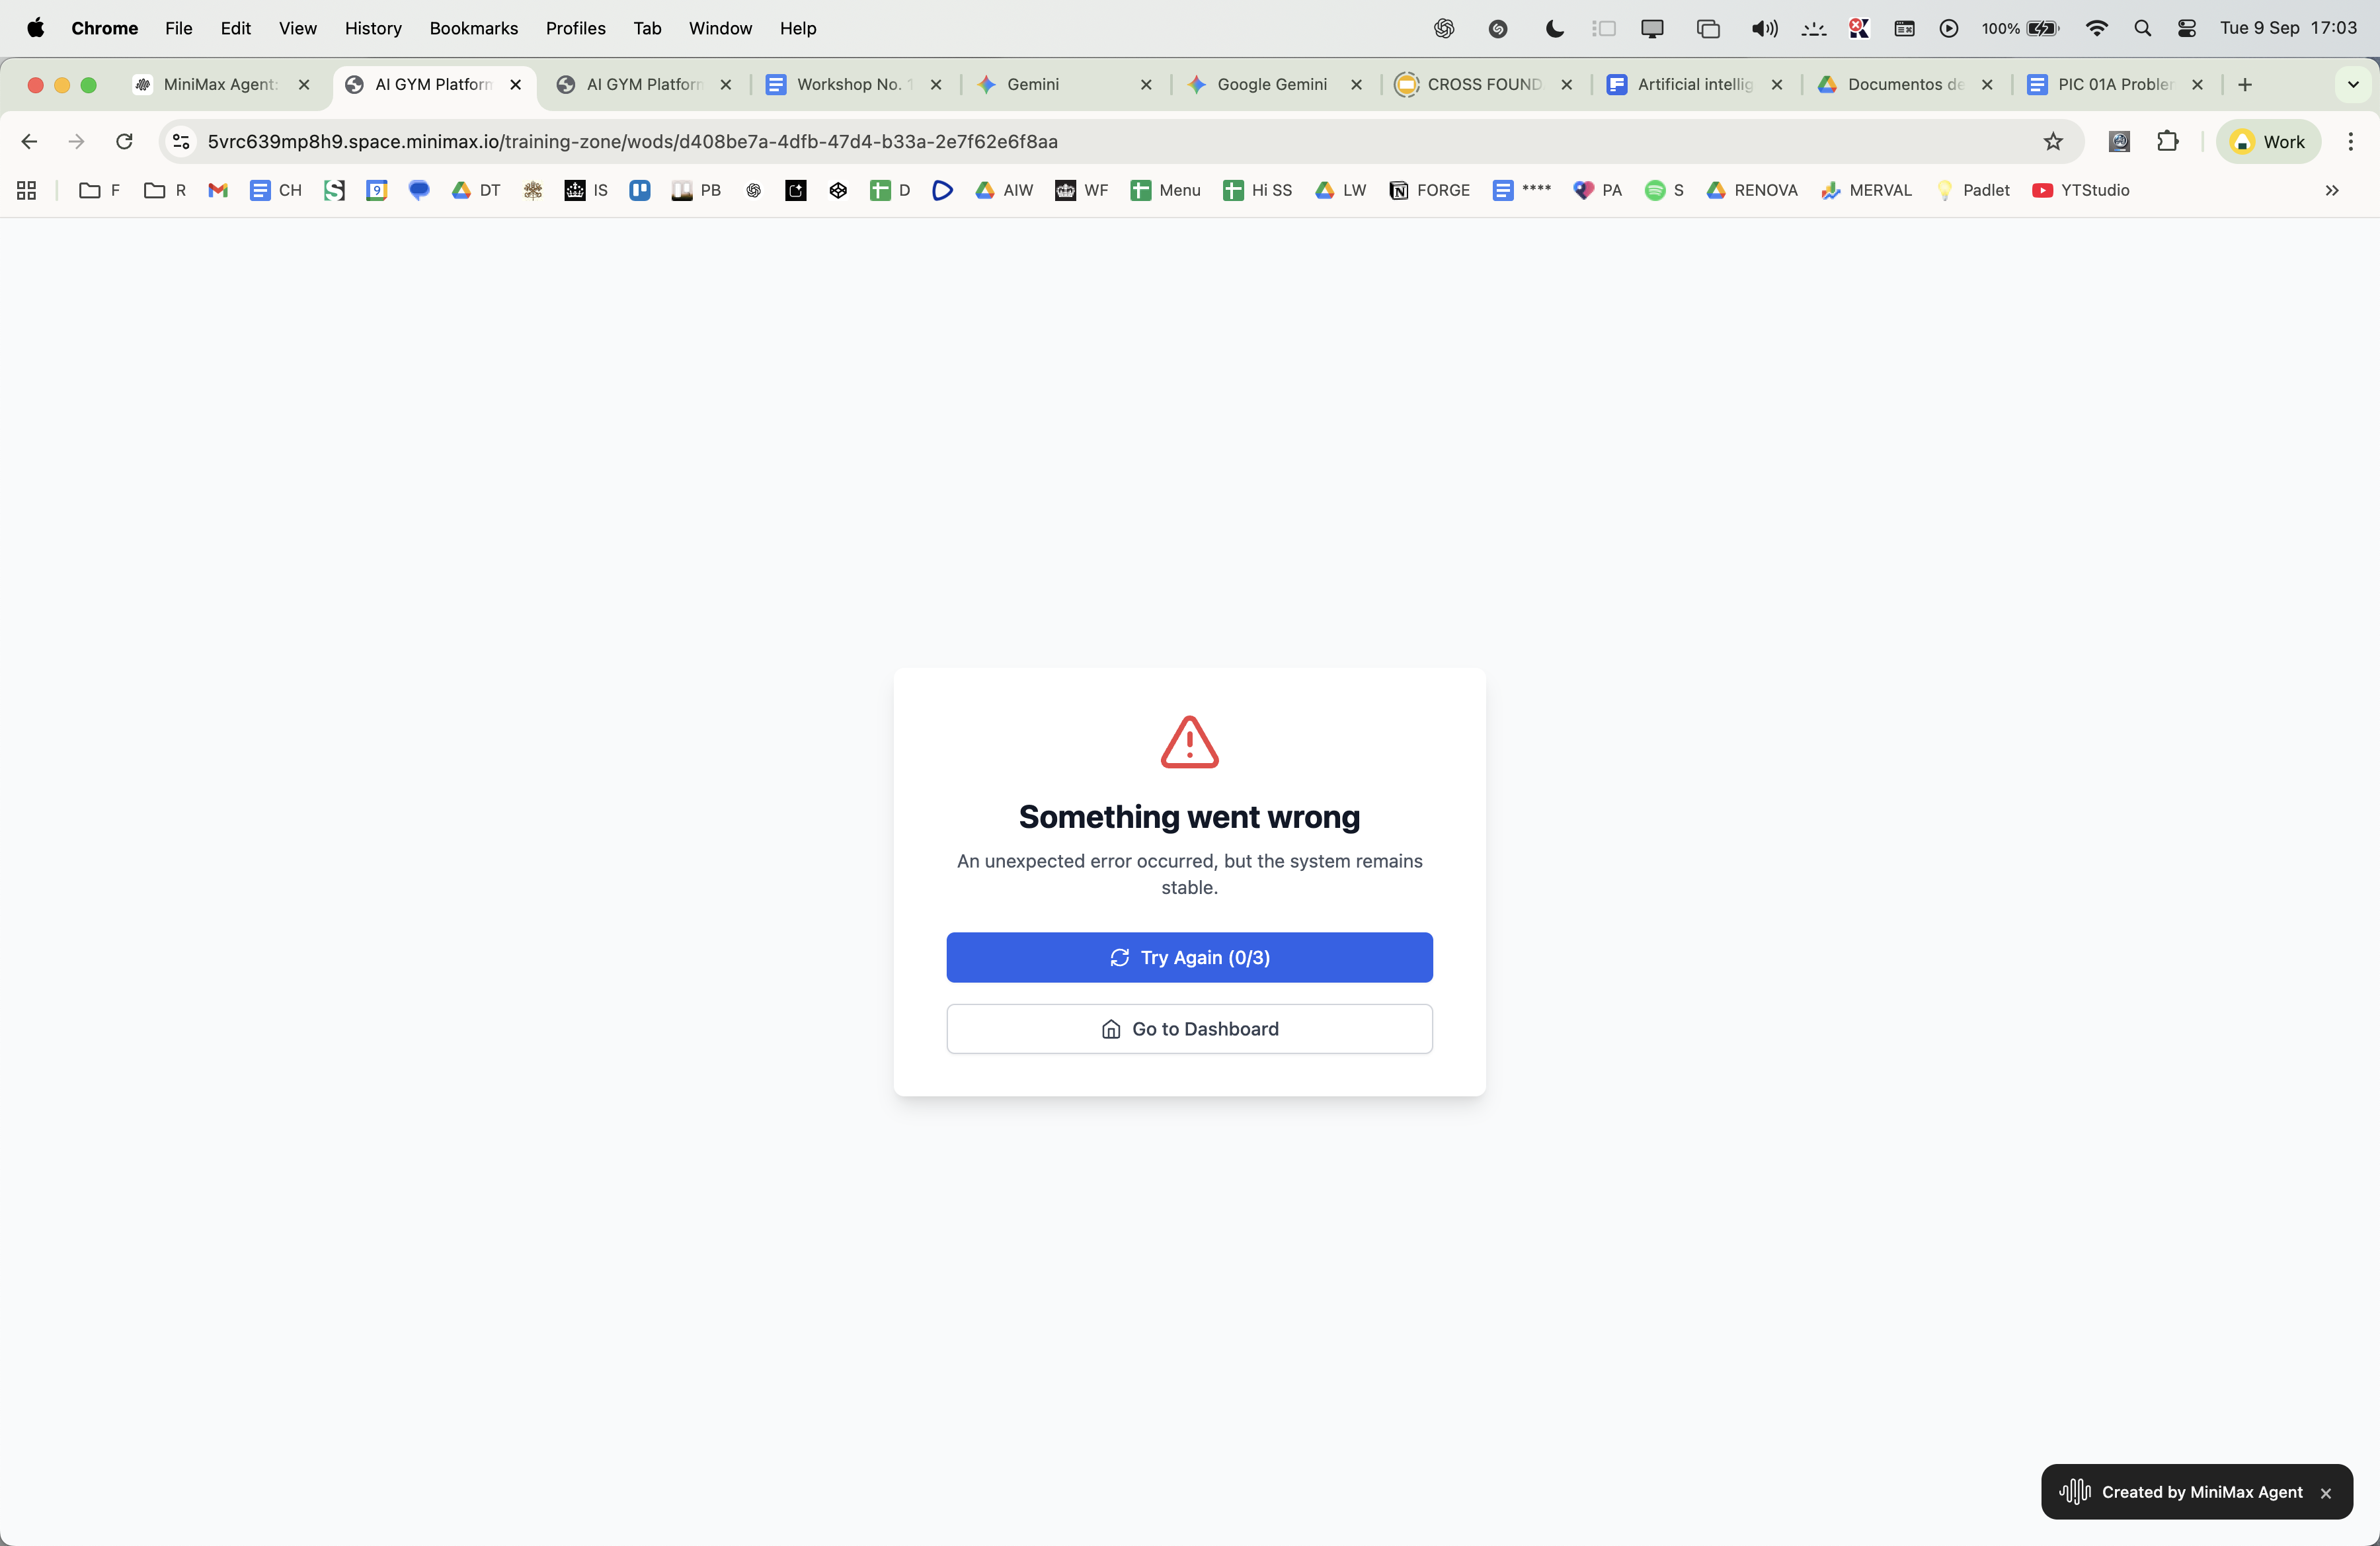 Chrome File Edit View History Bookmarks Profiles Tab Window Help 100% Tue 9 Sep 17:03
MiniMax Agent: AI GYM Platform AI GYM Platform Workshop No. 1 Gemini Google Gemini CROSS FOUND Artificial intellig Documentos de PIC 01A Probler
5vrc639mp8h9.space.minimax.io/training-zone/wods/d408be7a-4dfb-47d4-b33a-2e7f62e6f8aa Work
F R CH 9 DT IS PB D AIW WF Menu Hi SS LW FORGE **** PA S RENOVA MERVAL Padlet YTStudio
Something went wrong
An unexpected error occurred, but the system remains
stable.
Try Again (0/3)
Go to Dashboard
Created by MiniMax Agent